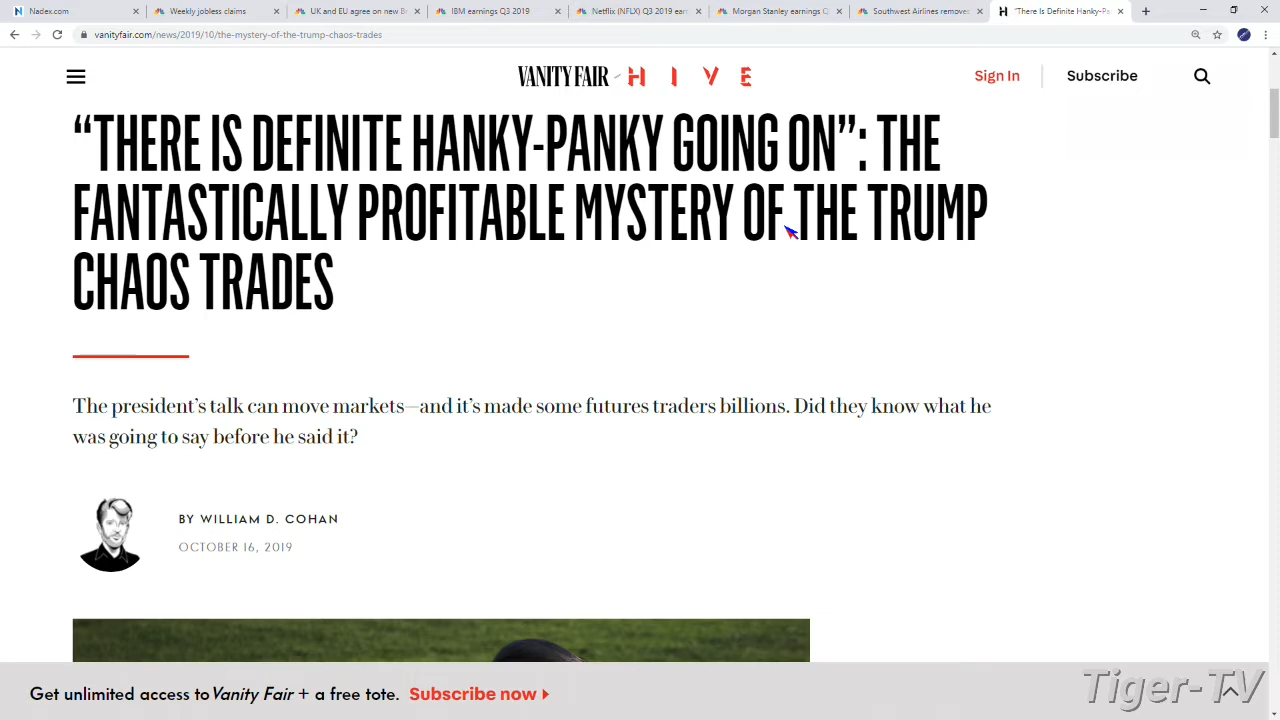 Nadex.com
Weekly jobless claims
UK and EU agree on new B
IBM earnings Q3 2019
Netflix (NFLX) Q3 2019 ear
Morgan Stanley earnings Q
Southwest Airlines removes
"There Is Definite Hanky-Pa
vanityfair.com/news/2019/10/the-mystery-of-the-trump-chaos-trades
VANITY FAIR HIVE
Sign In
Subscribe
“THERE IS DEFINITE HANKY-PANKY GOING ON”: THE
FANTASTICALLY PROFITABLE MYSTERY OF THE TRUMP
CHAOS TRADES
The president’s talk can move markets—and it’s made some futures traders billions. Did they know what he
was going to say before he said it?
BY WILLIAM D. COHAN
OCTOBER 16, 2019
Get unlimited access to Vanity Fair + a free tote. Subscribe now
Tiger-TV